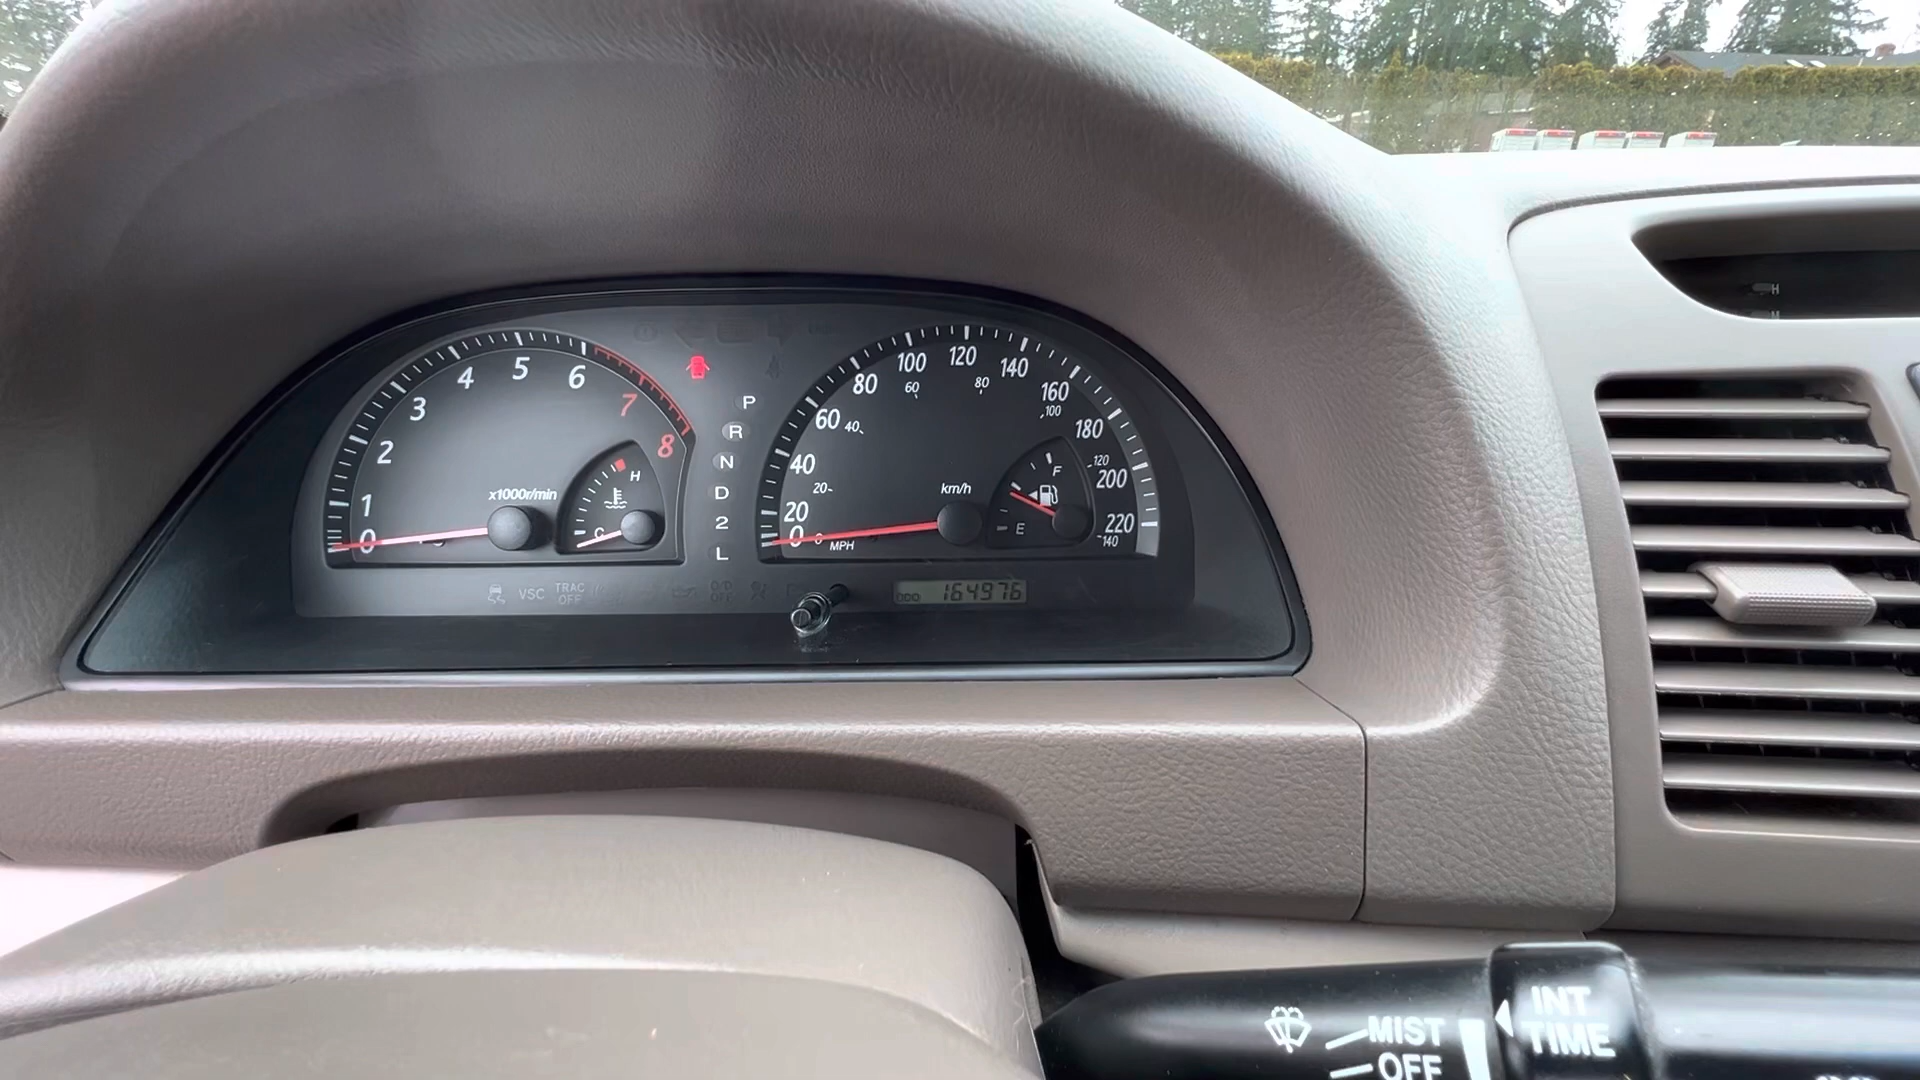 0
1
2
3
4
5
6
7
8
x1000r/min
H
C
P
R
N
D
2
L
0
20
40
60
80
100
120
140
160
180
200
220
0
20
40
60
80
100
120
140
km/h
MPH
F
E
VSC
TRAC
OFF
O/D
OFF
ODO 164976
H
MIST
OFF
INT
TIME